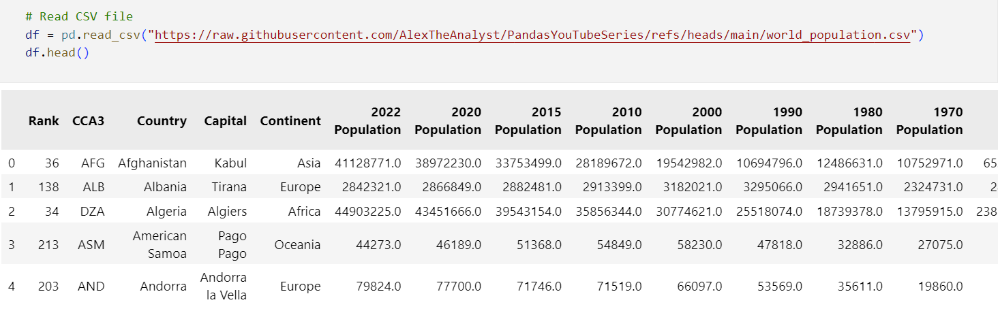 # Read CSV file
df = pd.read_csv("https://raw.githubusercontent.com/AlexTheAnalyst/PandasYouTubeSeries/refs/heads/main/world_population.csv")
df.head()
Rank CCA3 Country Capital Continent 2022 Population 2020 Population 2015 Population 2010 Population 2000 Population 1990 Population 1980 Population 1970 Population
0 36 AFG Afghanistan Kabul Asia 41128771.0 38972230.0 33753499.0 28189672.0 19542982.0 10694796.0 12486631.0 10752971.0 65
1 138 ALB Albania Tirana Europe 2842321.0 2866849.0 2882481.0 2913399.0 3182021.0 3295066.0 2941651.0 2324731.0 2
2 34 DZA Algeria Algiers Africa 44903225.0 43451666.0 39543154.0 35856344.0 30774621.0 25518074.0 18739378.0 13795915.0 238
3 213 ASM American Samoa Pago Pago Oceania 44273.0 46189.0 51368.0 54849.0 58230.0 47818.0 32886.0 27075.0
4 203 AND Andorra Andorra la Vella Europe 79824.0 77700.0 71746.0 71519.0 66097.0 53569.0 35611.0 19860.0